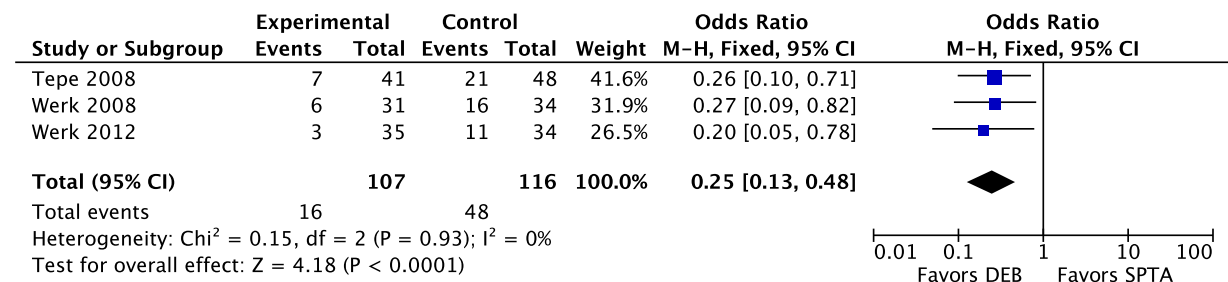 Experimental Control Odds Ratio Odds Ratio
Study or Subgroup Events Total Events Total Weight M-H, Fixed, 95% CI M-H, Fixed, 95% CI
Tepe 2008 7 41 21 48 41.6% 0.26 [0.10, 0.71]
Werk 2008 6 31 16 34 31.9% 0.27 [0.09, 0.82]
Werk 2012 3 35 11 34 26.5% 0.20 [0.05, 0.78]
Total (95% CI) 107 116 100.0% 0.25 [0.13, 0.48]
Total events 16 48
Heterogeneity: Chi² = 0.15, df = 2 (P = 0.93); I² = 0%
Test for overall effect: Z = 4.18 (P < 0.0001)
0.01 0.1 1 10 100
Favors DEB Favors SPTA